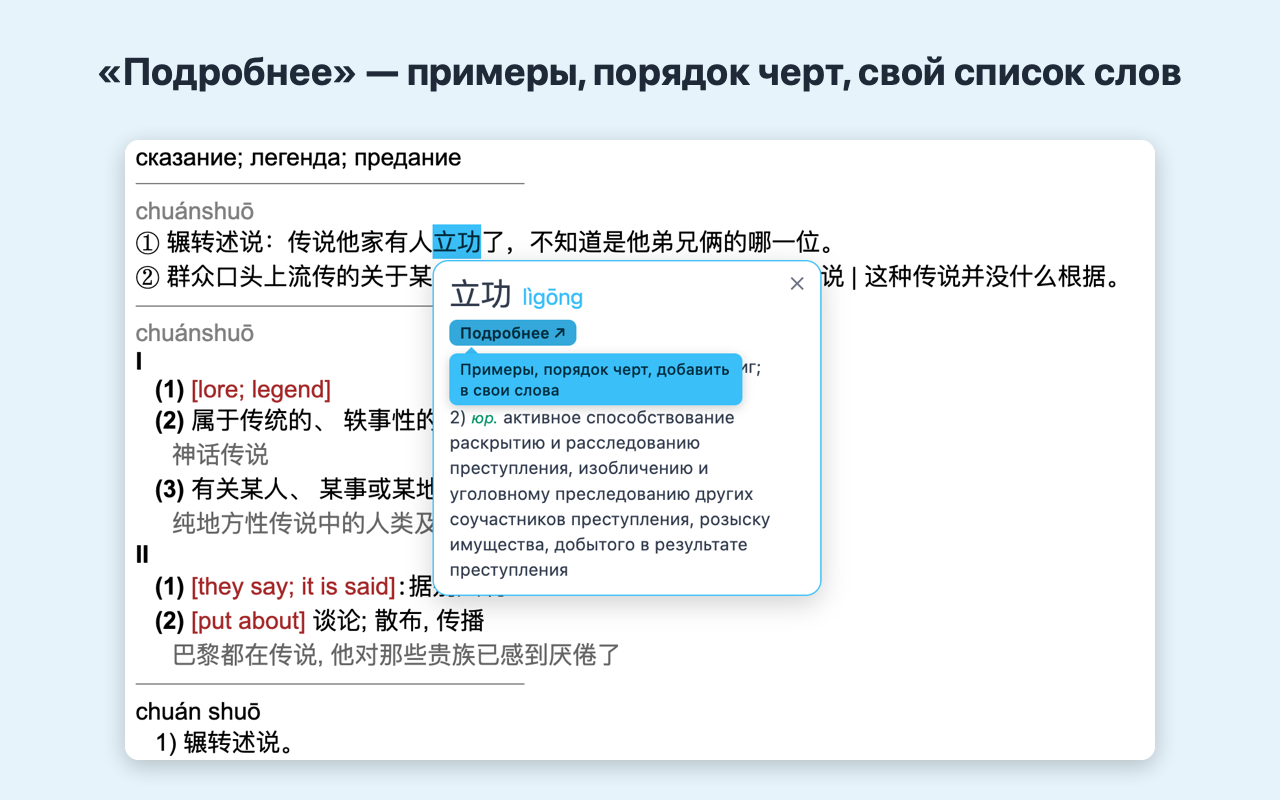 «Подробнее» — примеры, порядок черт, свой список слов
сказание; легенда; предание
chuánshuō
① 辗转述说：传说他家有人立功了，不知道是他弟兄俩的哪一位。
② 群众口头上流传的关于某
说 | 这种传说并没什么根据。
立功 lìgōng
Подробнее ↗
Примеры, порядок черт, добавить
в свои слова
2) юр. активное способствование
раскрытию и расследованию
преступления, изобличению и
уголовному преследованию других
соучастников преступления, розыску
имущества, добытого в результате
преступления
chuánshuō
I
(1) [lore; legend]
(2) 属于传统的、 轶事性的
神话传说
(3) 有关某人、 某事或某地
纯地方性传说中的人类及
II
(1) [they say; it is said]：据
(2) [put about] 谈论; 散布, 传播
巴黎都在传说, 他对那些贵族已感到厌倦了
chuán shuō
1) 辗转述说。